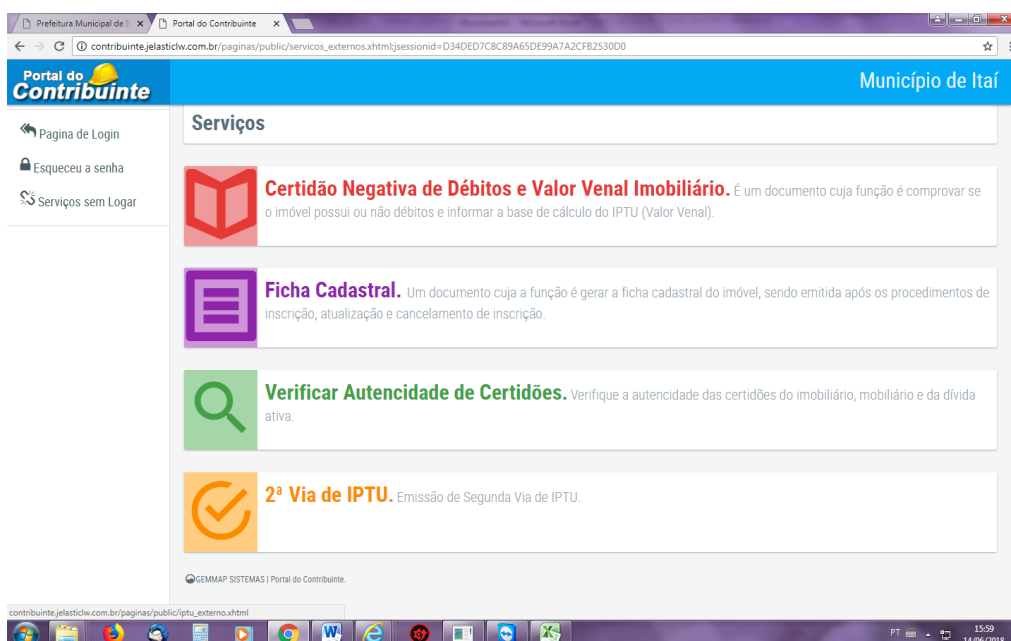 Prefeitura Municipal de
Portal do Contribuinte
contribuinte.jelasticlw.com.br/paginas/public/servicos_externos.xhtml;jsessionid=D34DED7C8C89A65DE99A7A2CFB2530D0
Portal do
Contribuinte
Município de Itaí
Pagina de Login
Esqueceu a senha
Serviços sem Logar
Serviços
Certidão Negativa de Débitos e Valor Venal Imobiliário. É um documento cuja função é comprovar se
o imóvel possui ou não débitos e informar a base de cálculo do IPTU (Valor Venal).
Ficha Cadastral. Um documento cuja a função é gerar a ficha cadastral do imóvel, sendo emitida após os procedimentos de
inscrição, atualização e cancelamento de inscrição.
Verificar Autencidade de Certidões. Verifique a autencidade das certidões do imobiliário, mobiliário e da dívida
ativa.
2ª Via de IPTU. Emissão de Segunda Via de IPTU.
GEMMAP SISTEMAS | Portal do Contribuinte.
contribuinte.jelasticlw.com.br/paginas/public/iptu_externo.xhtml
PT
15:59
14/06/2018